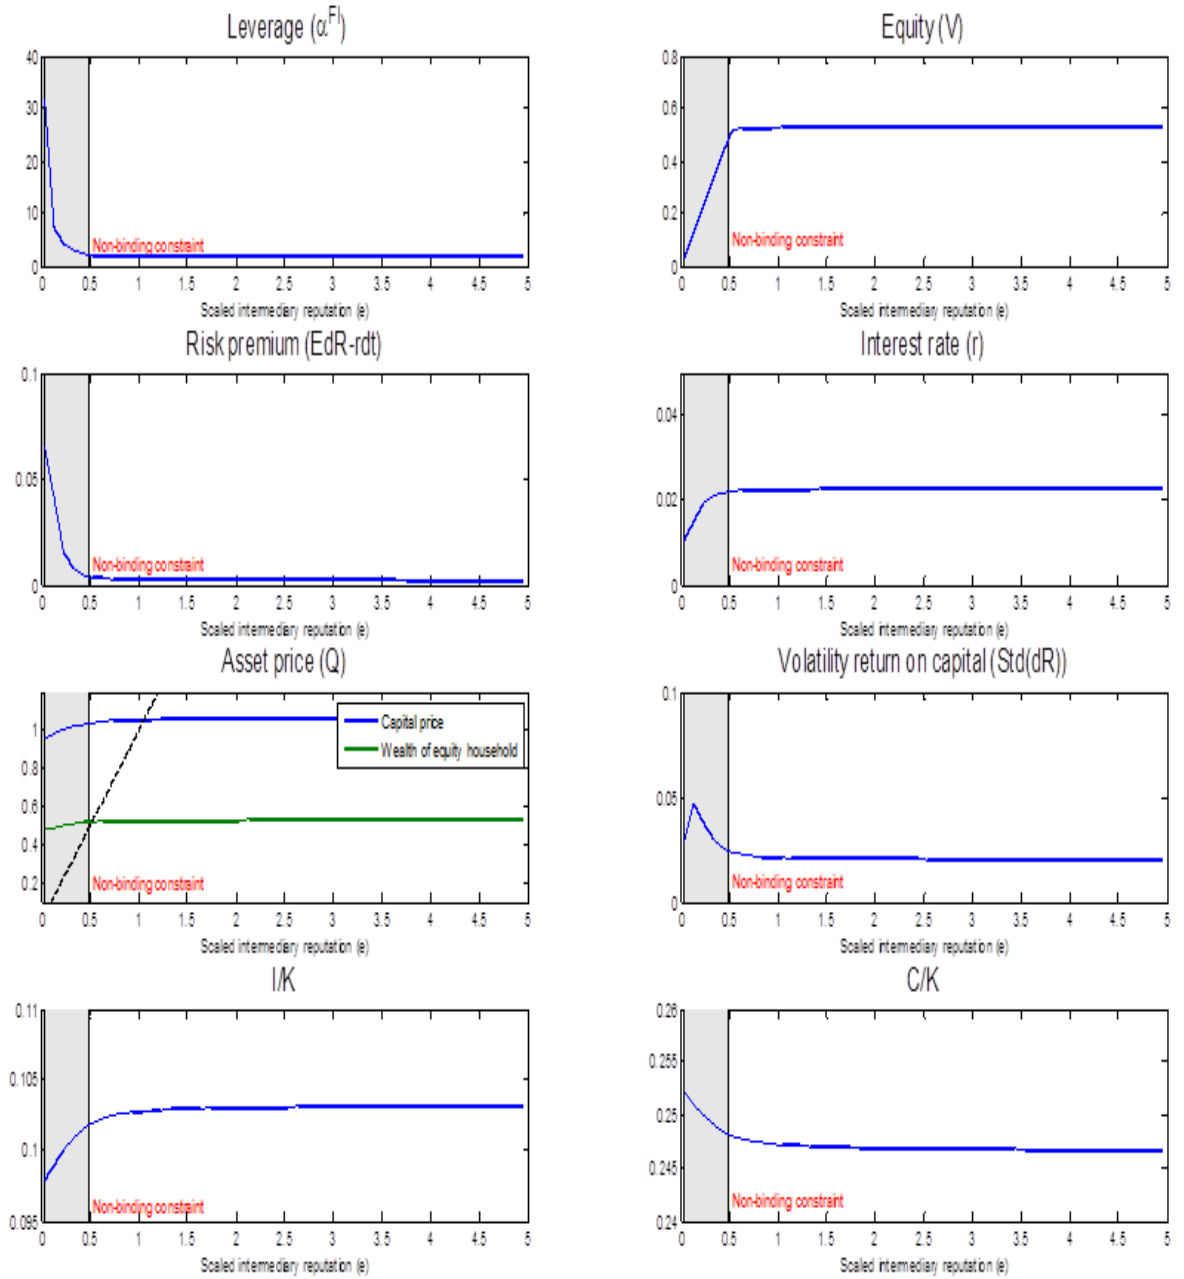 Leverage (α^FI)
40
30
20
10
0
Non-binding constraint
0 0.5 1 1.5 2 2.5 3 3.5 4 4.5 5
Scaled intermediary reputation (e)
Equity (V)
0.8
0.6
0.4
0.2
0
Non-binding constraint
0 0.5 1 1.5 2 2.5 3 3.5 4 4.5 5
Scaled intermediary reputation (e)
Risk premium (EdR-rdt)
0.1
0.05
0
Non-binding constraint
0 0.5 1 1.5 2 2.5 3 3.5 4 4.5 5
Scaled intermediary reputation (e)
Interest rate (r)
0.04
0.02
0
Non-binding constraint
0 0.5 1 1.5 2 2.5 3 3.5 4 4.5 5
Scaled intermediary reputation (e)
Asset price (Q)
1
0.8
0.6
0.4
0.2
Capital price
Wealth of equity household
Non-binding constraint
0 0.5 1 1.5 2 2.5 3 3.5 4 4.5 5
Scaled intermediary reputation (e)
Volatility return on capital (Std(dR))
0.1
0.05
0
Non-binding constraint
0 0.5 1 1.5 2 2.5 3 3.5 4 4.5 5
Scaled intermediary reputation (e)
I/K
0.11
0.105
0.1
0.095
Non-binding constraint
0 0.5 1 1.5 2 2.5 3 3.5 4 4.5 5
Scaled intermediary reputation (e)
C/K
0.26
0.255
0.25
0.245
0.24
Non-binding constraint
0 0.5 1 1.5 2 2.5 3 3.5 4 4.5 5
Scaled intermediary reputation (e)